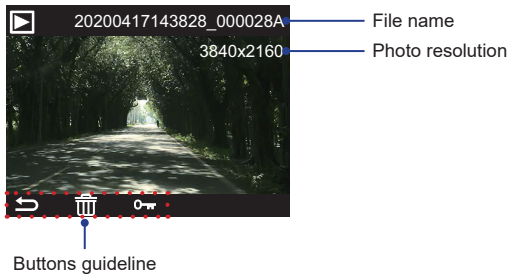 20200417143828_000028A
File name
3840x2160
Photo resolution
Buttons guideline